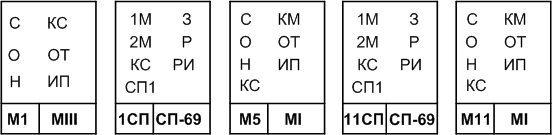 С КС
О ОТ
Н ИП
М1 МIII
1М З
2М Р
КС РИ
СП1
1СП СП-69
С КМ
О ОТ
Н ИП
КС
М5 МI
1М З
2М Р
КС РИ
СП1
11СП СП-69
С КМ
О ОТ
Н ИП
КС
М11 МI